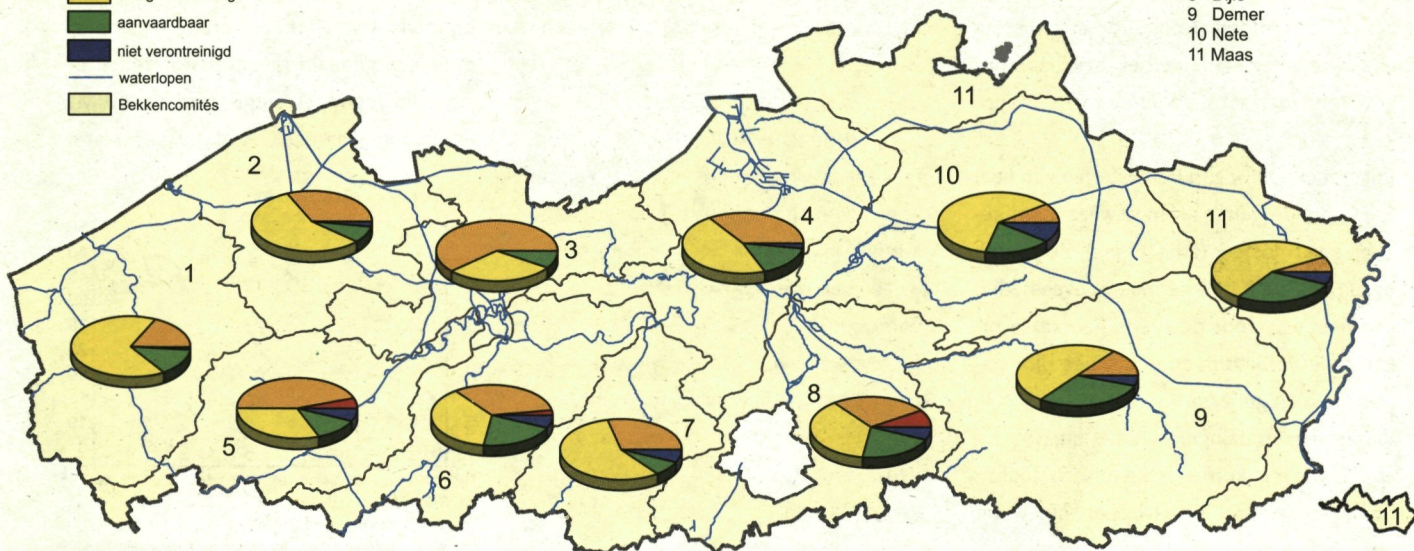 aanvaardbaar
niet verontreinigd
waterlopen
Bekkencomités
9 Demer
10 Nete
11 Maas
11
2
10
11
4
3
1
8
7
9
5
6
11